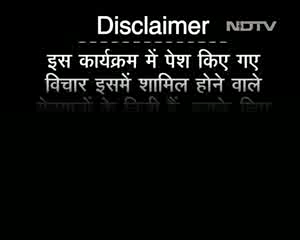 Disclaimer
NDTV
इस कार्यक्रम में पेश किए गए
विचार इसमें शामिल होने वाले